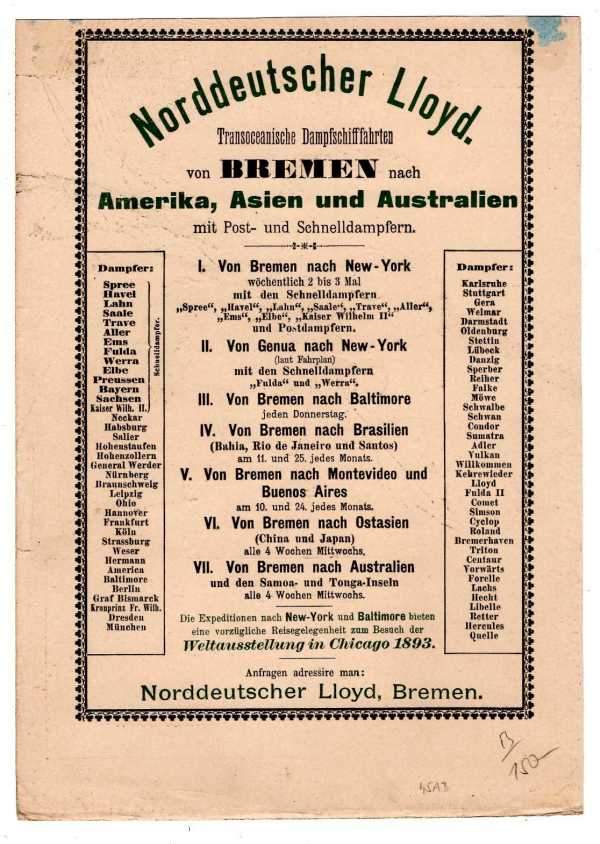 Norddeutscher Lloyd.
Transoceanische Dampfschifffahrten
von BREMEN nach
Amerika, Asien und Australien
mit Post- und Schnelldampfern.
Dampfer:
Spree
Havel
Lahn
Saale
Trave
Aller
Ems
Fulda
Werra
Elbe
Preussen
Bayern
Sachsen
Kaiser Wilh. II.
Schnelldampfer.
Neckar
Habsburg
Salier
Hohenstaufen
Hohenzollern
General Werder
Nürnberg
Braunschweig
Leipzig
Ohio
Hannover
Frankfurt
Köln
Strassburg
Weser
Hermann
America
Baltimore
Berlin
Graf Bismarck
Kronprinz Fr. Wilh.
Dresden
München
I. Von Bremen nach New-York
wöchentlich 2 bis 3 Mal
mit den Schnelldampfern
„Spree“, „Havel“, „Lahn“, „Saale“, „Trave“, „Aller“,
„Ems“, „Elbe“, „Kaiser Wilhelm II“
und Postdampfern.
II. Von Genua nach New-York
(laut Fahrplan)
mit den Schnelldampfern
„Fulda“ und „Werra“.
III. Von Bremen nach Baltimore
jeden Donnerstag.
IV. Von Bremen nach Brasilien
(Bahia, Rio de Janeiro und Santos)
am 11. und 25. jedes Monats.
V. Von Bremen nach Montevideo und
Buenos Aires
am 10. und 24. jedes Monats.
VI. Von Bremen nach Ostasien
(China und Japan)
alle 4 Wochen Mittwochs.
VII. Von Bremen nach Australien
und den Samoa- und Tonga-Inseln
alle 4 Wochen Mittwochs.
Die Expeditionen nach New-York und Baltimore bieten
eine vorzügliche Reisegelegenheit zum Besuch der
Weltausstellung in Chicago 1893.
Anfragen adressire man:
Norddeutscher Lloyd, Bremen.
Dampfer:
Karlsruhe
Stuttgart
Gera
Weimar
Darmstadt
Oldenburg
Stettin
Lübeck
Danzig
Sperber
Reiher
Falke
Möwe
Schwalbe
Schwan
Condor
Sumatra
Adler
Vulkan
Willkommen
Kehrewieder
Lloyd
Fulda II
Comet
Simson
Cyclop
Roland
Bremerhaven
Triton
Centaur
Vorwärts
Forelle
Lachs
Hecht
Libelle
Retter
Hercules
Quelle
B
150-